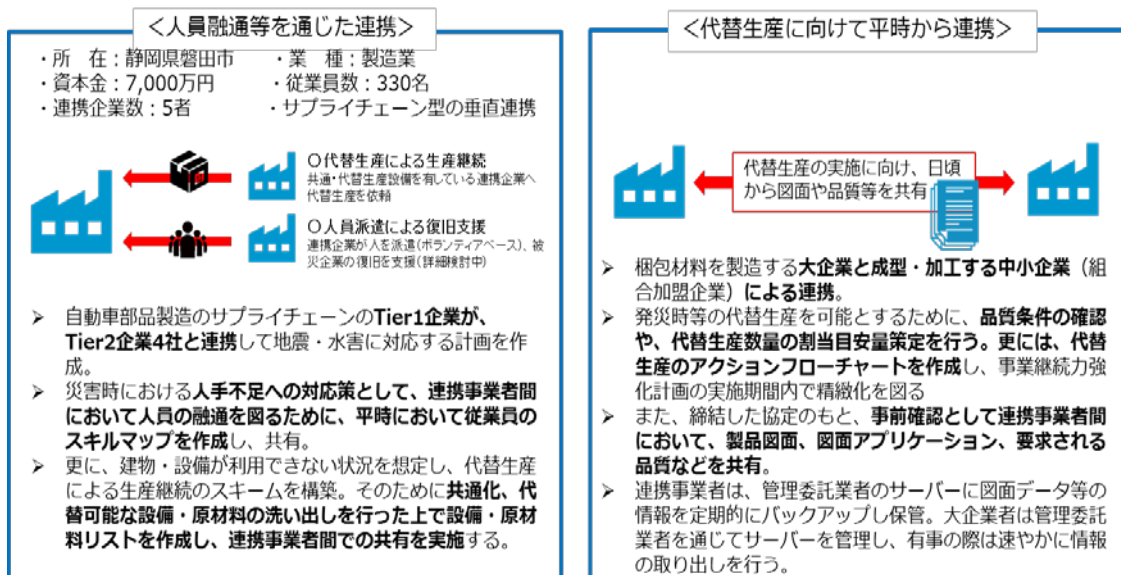 ＜人員融通等を通じた連携＞
・所　在：静岡県磐田市　・業　種：製造業
・資本金：7,000万円　・従業員数：330名
・連携企業数：5者　・サプライチェーン型の垂直連携
〇代替生産による生産継続
共通・代替生産設備を有している連携企業へ
代替生産を依頼
〇人員派遣による復旧支援
連携企業が人を派遣（ボランティアベース）、被
災企業の復旧を支援（詳細検討中）
➢ 自動車部品製造のサプライチェーンのTier1企業が、
Tier2企業4社と連携して地震・水害に対応する計画を作
成。
➢ 災害時における人手不足への対応策として、連携事業者間
において人員の融通を図るために、平時において従業員の
スキルマップを作成し、共有。
➢ 更に、建物・設備が利用できない状況を想定し、代替生産
による生産継続のスキームを構築。そのために共通化、代
替可能な設備・原材料の洗い出しを行った上で設備・原材
料リストを作成し、連携事業者間での共有を実施する。
＜代替生産に向けて平時から連携＞
代替生産の実施に向け、日頃
から図面や品質等を共有
➢ 梱包材料を製造する大企業と成型・加工する中小企業（組
合加盟企業）による連携。
➢ 発災時等の代替生産を可能とするために、品質条件の確認
や、代替生産数量の割当目安量策定を行う。更には、代替
生産のアクションフローチャートを作成し、事業継続力強
化計画の実施期間内で精緻化を図る
➢ また、締結した協定のもと、事前確認として連携事業者間
において、製品図面、図面アプリケーション、要求される
品質などを共有。
➢ 連携事業者は、管理委託業者のサーバーに図面データ等の
情報を定期的にバックアップし保管。大企業者は管理委託
業者を通じてサーバーを管理し、有事の際は速やかに情報
の取り出しを行う。